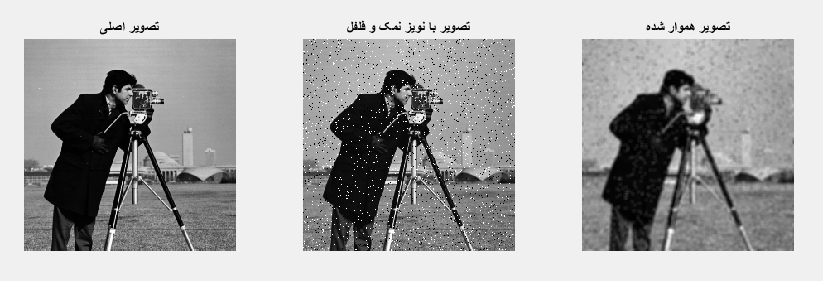 تصویر اصلی
تصویر با نویز نمک و فلفل
تصویر هموار شده